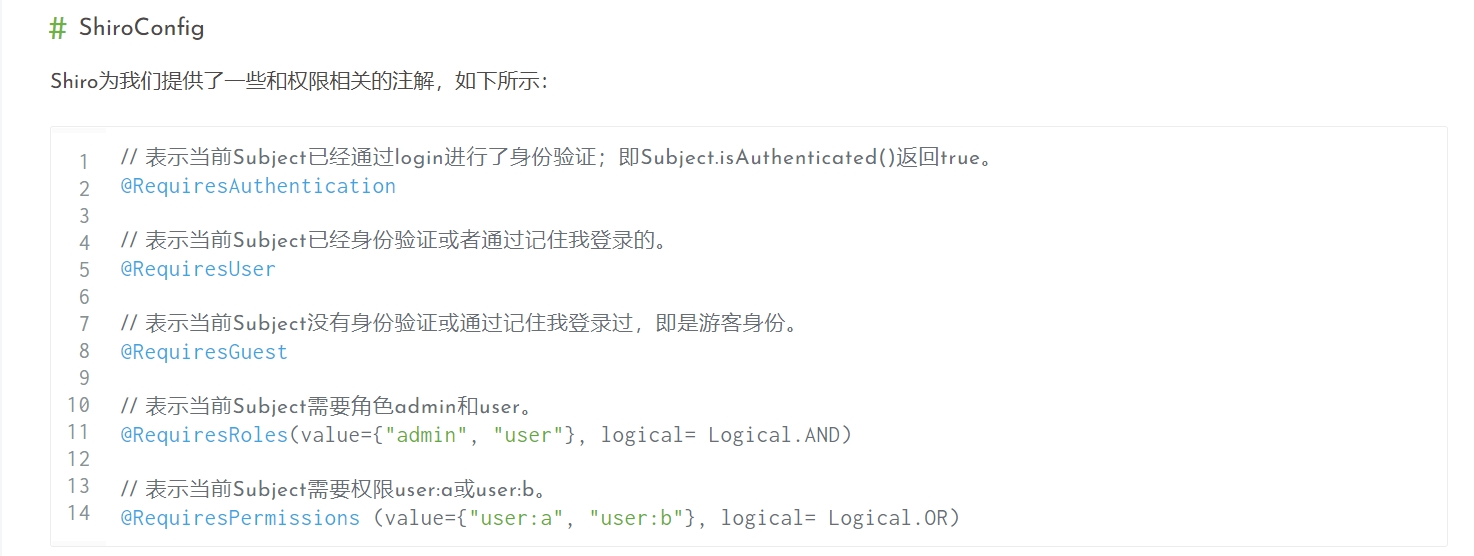 # ShiroConfig
Shiro为我们提供了一些和权限相关的注解，如下所示：
1 // 表示当前Subject已经通过login进行了身份验证；即Subject.isAuthenticated()返回true。
2 @RequiresAuthentication
3
4 // 表示当前Subject已经身份验证或者通过记住我登录的。
5 @RequiresUser
6
7 // 表示当前Subject没有身份验证或通过记住我登录过，即是游客身份。
8 @RequiresGuest
9
10 // 表示当前Subject需要角色admin和user。
11 @RequiresRoles(value={"admin", "user"}, logical= Logical.AND)
12
13 // 表示当前Subject需要权限user:a或user:b。
14 @RequiresPermissions (value={"user:a", "user:b"}, logical= Logical.OR)